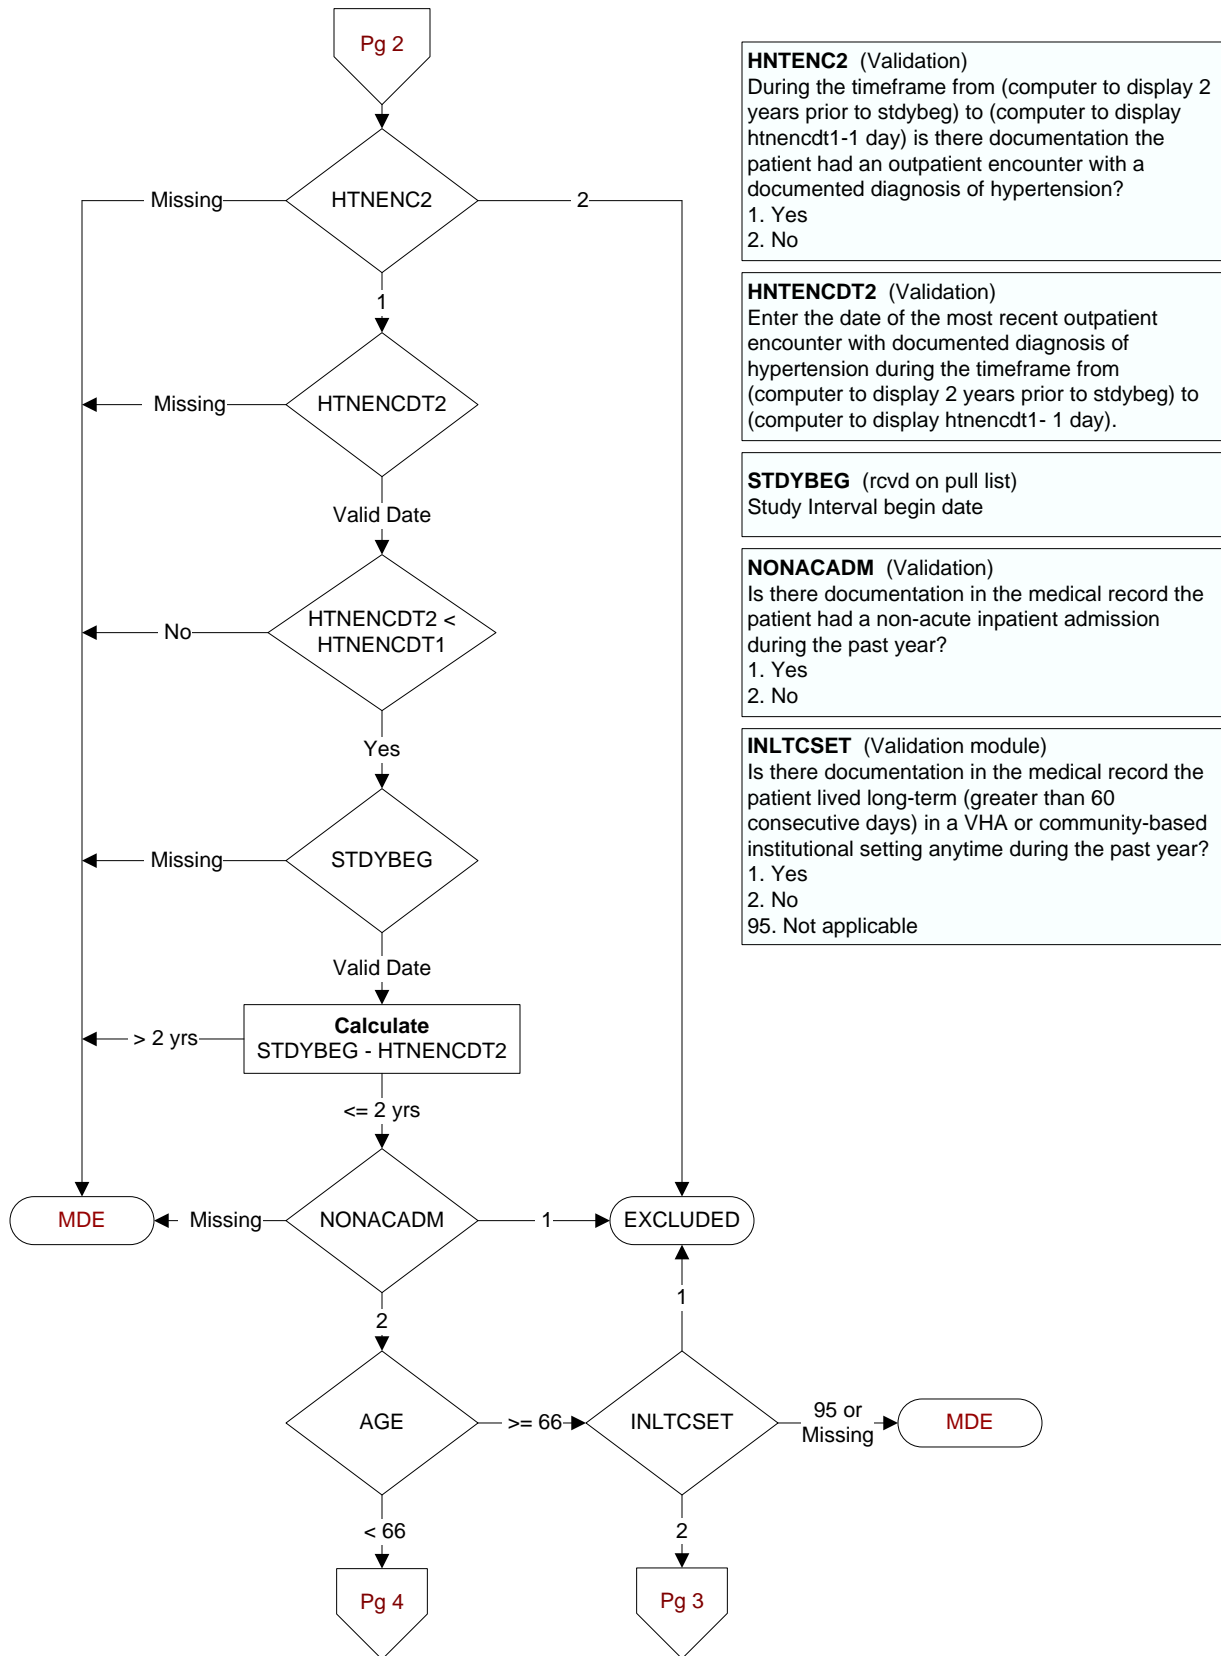 Pg 2
HTNENC2
Missing
2
1
HTNENCDT2
Missing
Valid Date
HTNENCDT2 <
HTNENCDT1
No
Yes
STDYBEG
Missing
Valid Date
Calculate
STDYBEG - HTNENCDT2
> 2 yrs
<= 2 yrs
MDE
Missing
NONACADM
1
EXCLUDED
2
1
AGE
>= 66
INLTCSET
95 or
Missing
MDE
< 66
2
Pg 4
Pg 3
HNTENC2 (Validation)
During the timeframe from (computer to display 2
years prior to stdybeg) to (computer to display
htnencdt1-1 day) is there documentation the
patient had an outpatient encounter with a
documented diagnosis of hypertension?
1. Yes
2. No
HNTENCDT2 (Validation)
Enter the date of the most recent outpatient
encounter with documented diagnosis of
hypertension during the timeframe from
(computer to display 2 years prior to stdybeg) to
(computer to display htnencdt1- 1 day).
STDYBEG (rcvd on pull list)
Study Interval begin date
NONACADM (Validation)
Is there documentation in the medical record the
patient had a non-acute inpatient admission
during the past year?
1. Yes
2. No
INLTCSET (Validation module)
Is there documentation in the medical record the
patient lived long-term (greater than 60
consecutive days) in a VHA or community-based
institutional setting anytime during the past year?
1. Yes
2. No
95. Not applicable